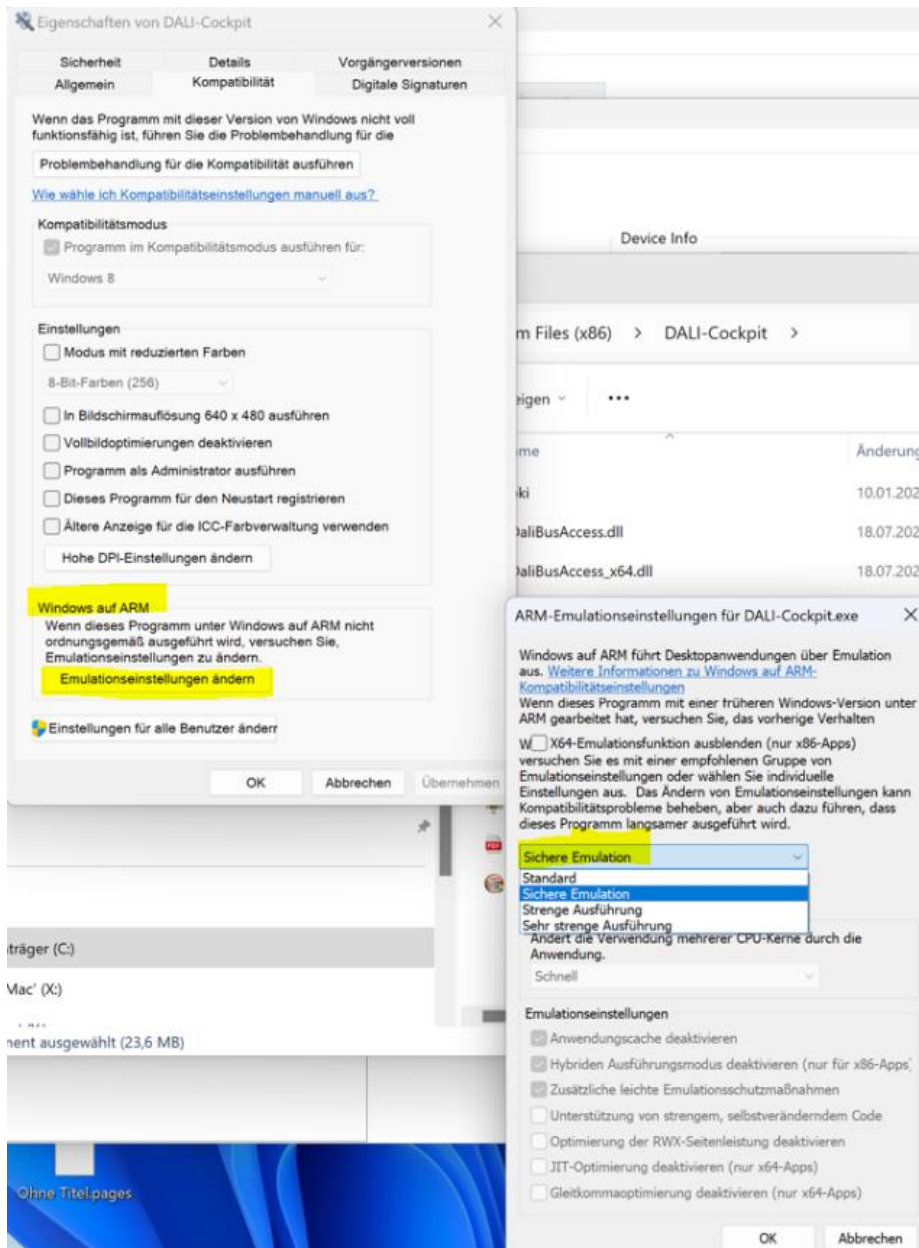 Eigenschaften von DALI-Cockpit
Sicherheit Details Vorgängerversionen
Allgemein Kompatibilität Digitale Signaturen
Wenn das Programm mit dieser Version von Windows nicht voll
funktionsfähig ist, führen Sie die Problembehandlung für die
Problembehandlung für die Kompatibilität ausführen
Wie wähle ich Kompatibilitätseinstellungen manuell aus?
Kompatibilitätsmodus
Programm im Kompatibilitätsmodus ausführen für:
Windows 8
Einstellungen
Modus mit reduzierten Farben
8-Bit-Farben (256)
In Bildschirmauflösung 640 x 480 ausführen
Vollbildoptimierungen deaktivieren
Programm als Administrator ausführen
Dieses Programm für den Neustart registrieren
Ältere Anzeige für die ICC-Farbverwaltung verwenden
Hohe DPI-Einstellungen ändern
Windows auf ARM
Wenn dieses Programm unter Windows auf ARM nicht
ordnungsgemäß ausgeführt wird, versuchen Sie,
Emulationseinstellungen zu ändern.
Emulationseinstellungen ändern
Einstellungen für alle Benutzer änderr
OK Abbrechen Übernehmen
Device Info
m Files (x86) > DALI-Cockpit >
eigen
me Änderung
ki 10.01.202
DaliBusAccess.dll 18.07.202
DaliBusAccess_x64.dll 18.07.202
ARM-Emulationseinstellungen für DALI-Cockpit.exe
Windows auf ARM führt Desktopanwendungen über Emulation
aus. Weitere Informationen zu Windows auf ARM-
Kompatibilitätseinstellungen
Wenn dieses Programm mit einer früheren Windows-Version unter
ARM gearbeitet hat, versuchen Sie, das vorherige Verhalten
W X64-Emulationsfunktion ausblenden (nur x86-Apps)
versuchen Sie es mit einer empfohlenen Gruppe von
Emulationseinstellungen oder wählen Sie individuelle
Einstellungen aus. Das Ändern von Emulationseinstellungen kann
Kompatibilitätsprobleme beheben, aber auch dazu führen, dass
dieses Programm langsamer ausgeführt wird.
Sichere Emulation
Standard
Sichere Emulation
Strenge Ausführung
Sehr strenge Ausführung
Ändert die Verwendung mehrerer CPU-Kerne durch die
Anwendung.
Schnell
Emulationseinstellungen
Anwendungscache deaktivieren
Hybriden Ausführungsmodus deaktivieren (nur für x86-Apps)
Zusätzliche leichte Emulationsschutzmaßnahmen
Unterstützung von strengem, selbstveränderndem Code
Optimierung der RWX-Seitenleistung deaktivieren
JIT-Optimierung deaktivieren (nur x64-Apps)
Gleitkommaoptimierung deaktivieren (nur x64-Apps)
OK Abbrechen
PDF
träger (C:)
Mac' (X:)
ment ausgewählt (23,6 MB)
Ohne Titel.pages